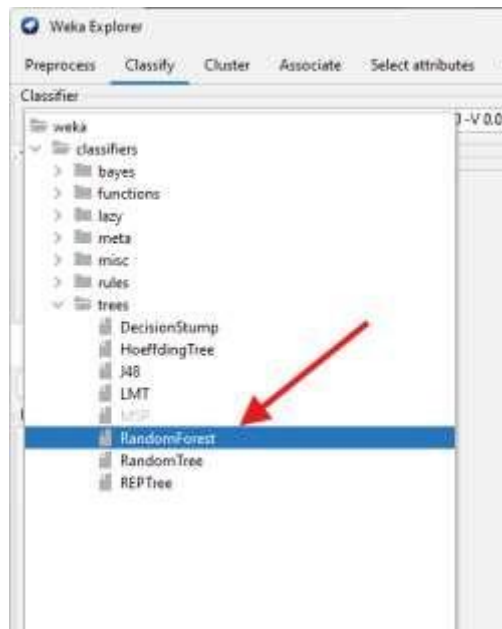 Weka Explorer
Preprocess Classify Cluster Associate Select attributes
Classifier
weka
classifiers
bayes
functions
lazy
meta
misc
rules
trees
DecisionStump
HoeffdingTree
J48
LMT
M5P
RandomForest
RandomTree
REPTree